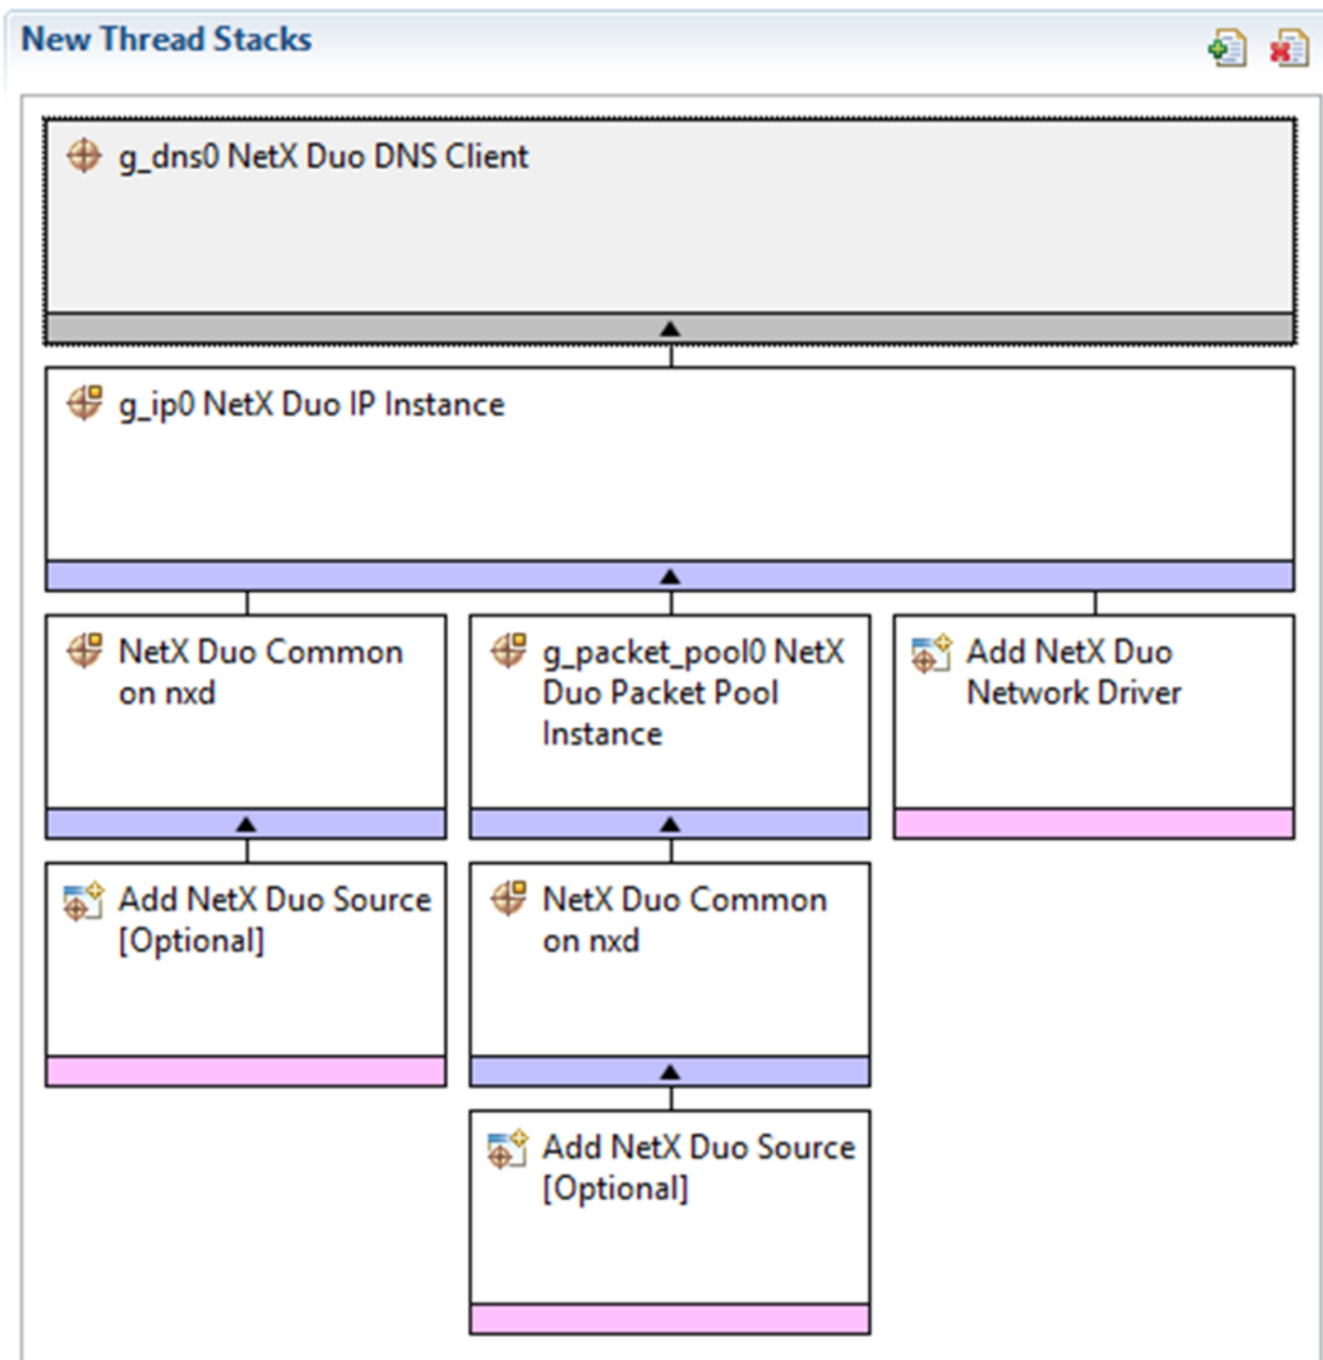 New Thread Stacks
g_dns0 NetX Duo DNS Client
g_ip0 NetX Duo IP Instance
NetX Duo Common
on nxd
g_packet_pool0 NetX
Duo Packet Pool
Instance
Add NetX Duo
Network Driver
Add NetX Duo Source
[Optional]
NetX Duo Common
on nxd
Add NetX Duo Source
[Optional]